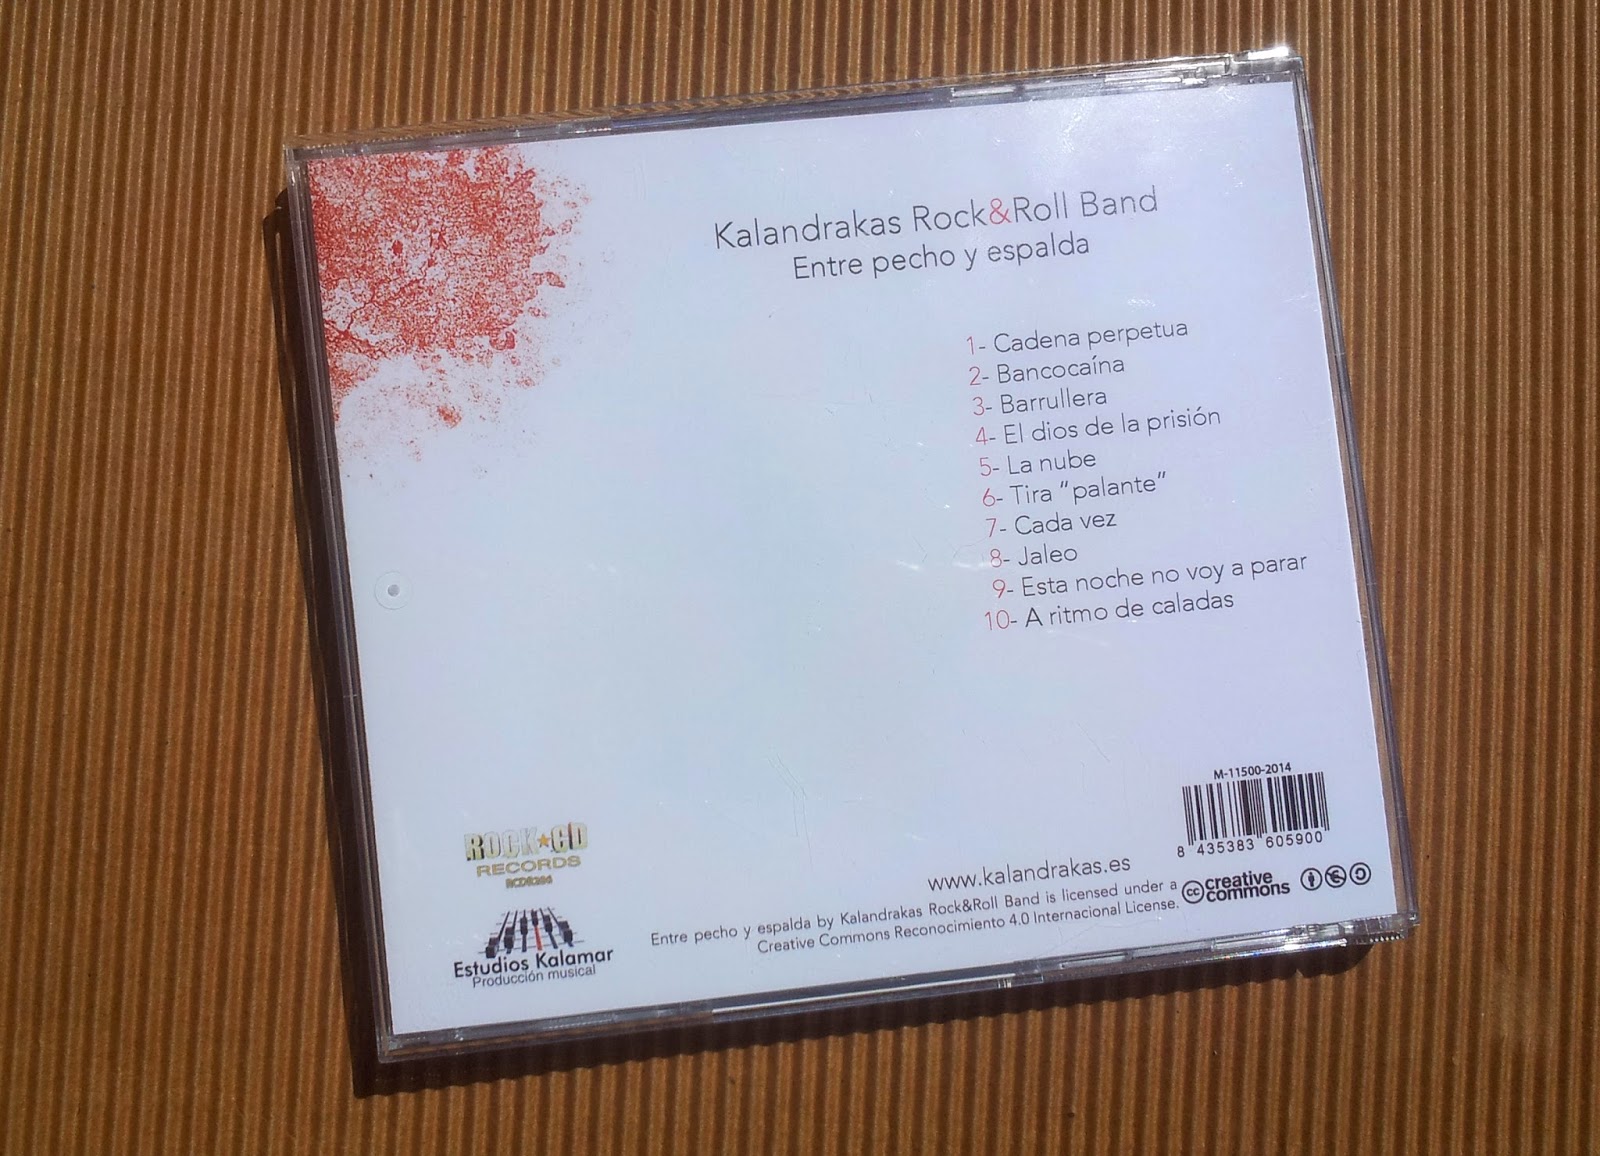 Kalandrakas Rock&Roll Band
Entre pecho y espalda
1- Cadena perpetua
2- Bancocaína
3- Barrullera
4- El dios de la prisión
5- La nube
6- Tira “palante”
7- Cada vez
8- Jaleo
9- Esta noche no voy a parar
10- A ritmo de caladas
ROCK★CD
RECORDS
Estudios Kalamar
Producción musical
M-11500-2014
8 435383 605900
www.kalandrakas.es
Entre pecho y espalda by Kalandrakas Rock&Roll Band is licensed under a
Creative Commons Reconocimiento 4.0 Internacional License.
cc creative
commons